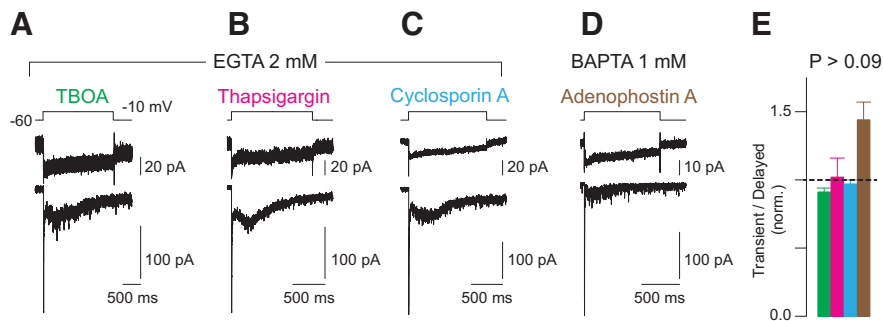 A B C D E
EGTA 2 mM BAPTA 1 mM P > 0.09
TBOA Thapsigargin Cyclosporin A Adenophostin A
-60 -10 mV
1.5
20 pA 20 pA 20 pA 10 pA
Transient / Delayed
(norm.)
100 pA 100 pA 100 pA 100 pA
500 ms 500 ms 500 ms 500 ms
0.0